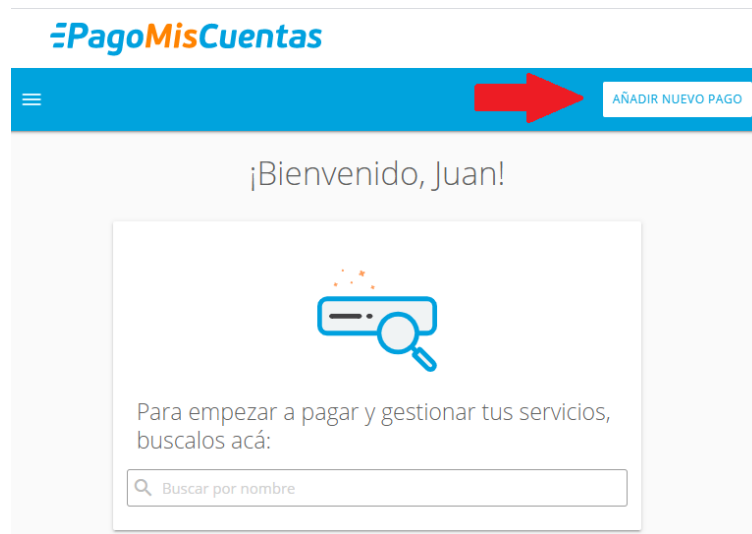 PagoMisCuentas
AÑADIR NUEVO PAGO
¡Bienvenido, Juan!
Para empezar a pagar y gestionar tus servicios,
buscalos acá:
Buscar por nombre